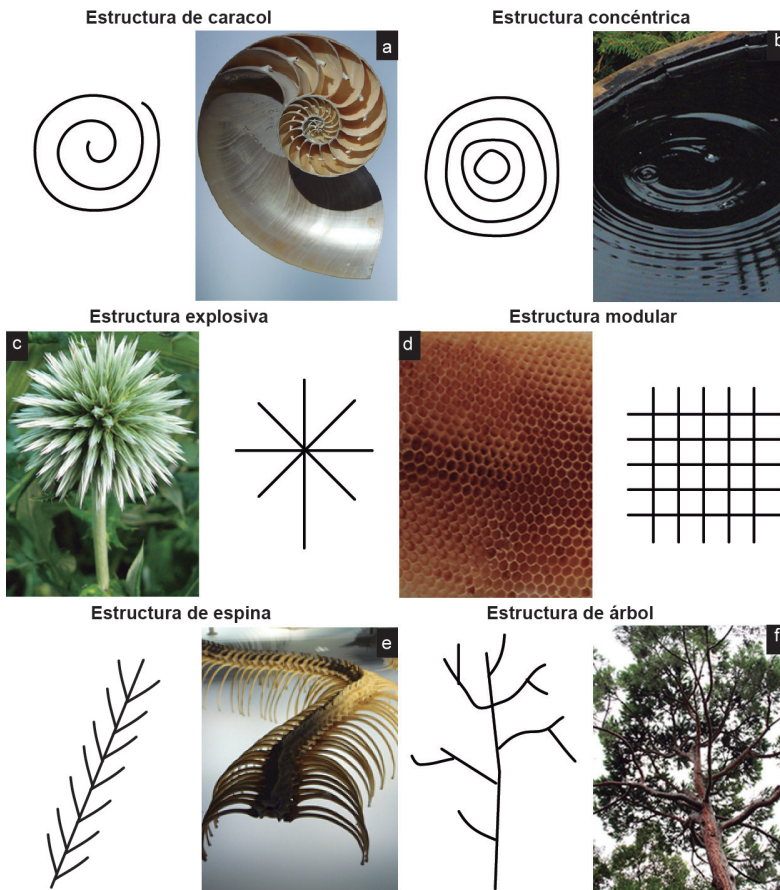 Estructura de caracol
Estructura concéntrica
a
b
Estructura explosiva
Estructura modular
c
d
Estructura de espina
Estructura de árbol
e
f